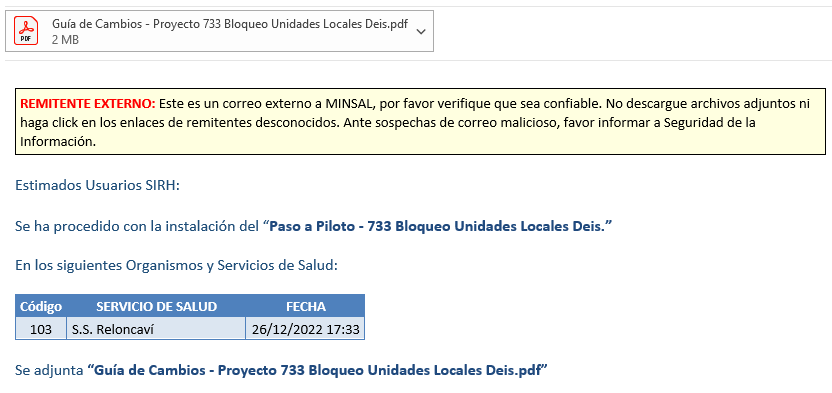 Guía de Cambios - Proyecto 733 Bloqueo Unidades Locales Deis.pdf
PDF
2 MB
REMITENTE EXTERNO: Este es un correo externo a MINSAL, por favor verifique que sea confiable. No descargue archivos adjuntos ni
haga click en los enlaces de remitentes desconocidos. Ante sospechas de correo malicioso, favor informar a Seguridad de la
Información.
Estimados Usuarios SIRH:
Se ha procedido con la instalación del “Paso a Piloto - 733 Bloqueo Unidades Locales Deis.”
En los siguientes Organismos y Servicios de Salud:
Código SERVICIO DE SALUD FECHA
103 S.S. Reloncaví 26/12/2022 17:33
Se adjunta “Guía de Cambios - Proyecto 733 Bloqueo Unidades Locales Deis.pdf”